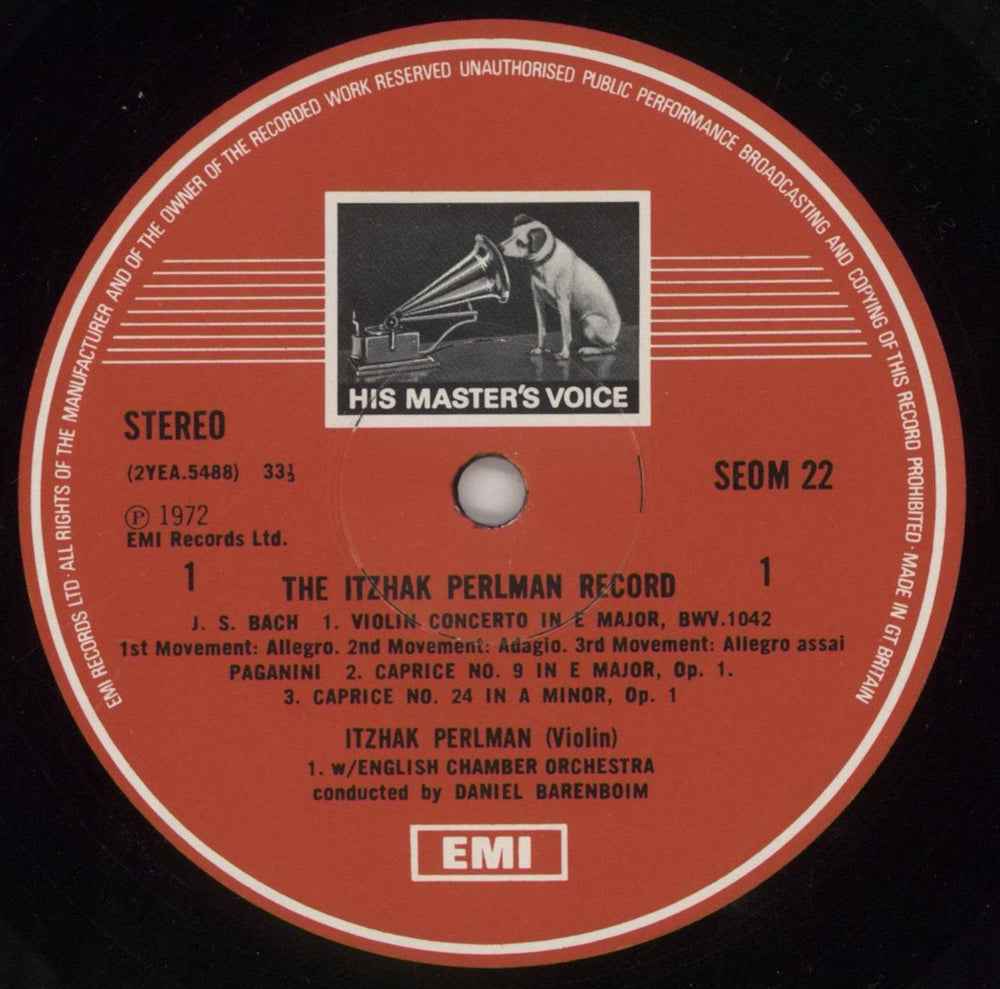 EMI RECORDS LTD · ALL RIGHTS OF THE MANUFACTURER AND OF THE OWNER OF THE RECORDED WORK RESERVED UNAUTHORISED PUBLIC PERFORMANCE BROADCASTING AND COPYING OF THIS RECORD PROHIBITED · MADE IN GT BRITAIN
HIS MASTER'S VOICE
STEREO
(2YEA.5488) 33⅓
SEOM 22
℗ 1972
EMI Records Ltd.
1 THE ITZHAK PERLMAN RECORD 1
J. S. BACH 1. VIOLIN CONCERTO IN E MAJOR, BWV.1042
1st Movement: Allegro. 2nd Movement: Adagio. 3rd Movement: Allegro assai
PAGANINI 2. CAPRICE NO. 9 IN E MAJOR, Op. 1.
3. CAPRICE NO. 24 IN A MINOR, Op. 1
ITZHAK PERLMAN (Violin)
1. w/ENGLISH CHAMBER ORCHESTRA
conducted by DANIEL BARENBOIM
EMI